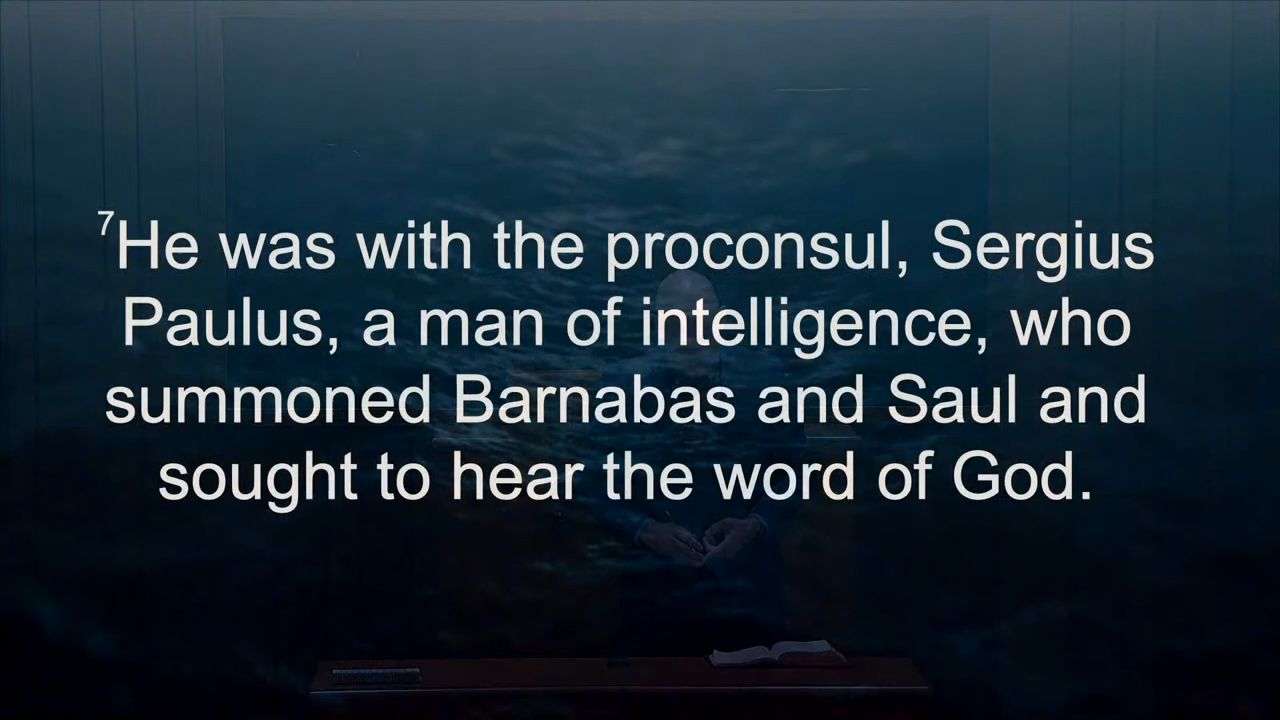 ⁷He was with the proconsul, Sergius
Paulus, a man of intelligence, who
summoned Barnabas and Saul and
sought to hear the word of God.